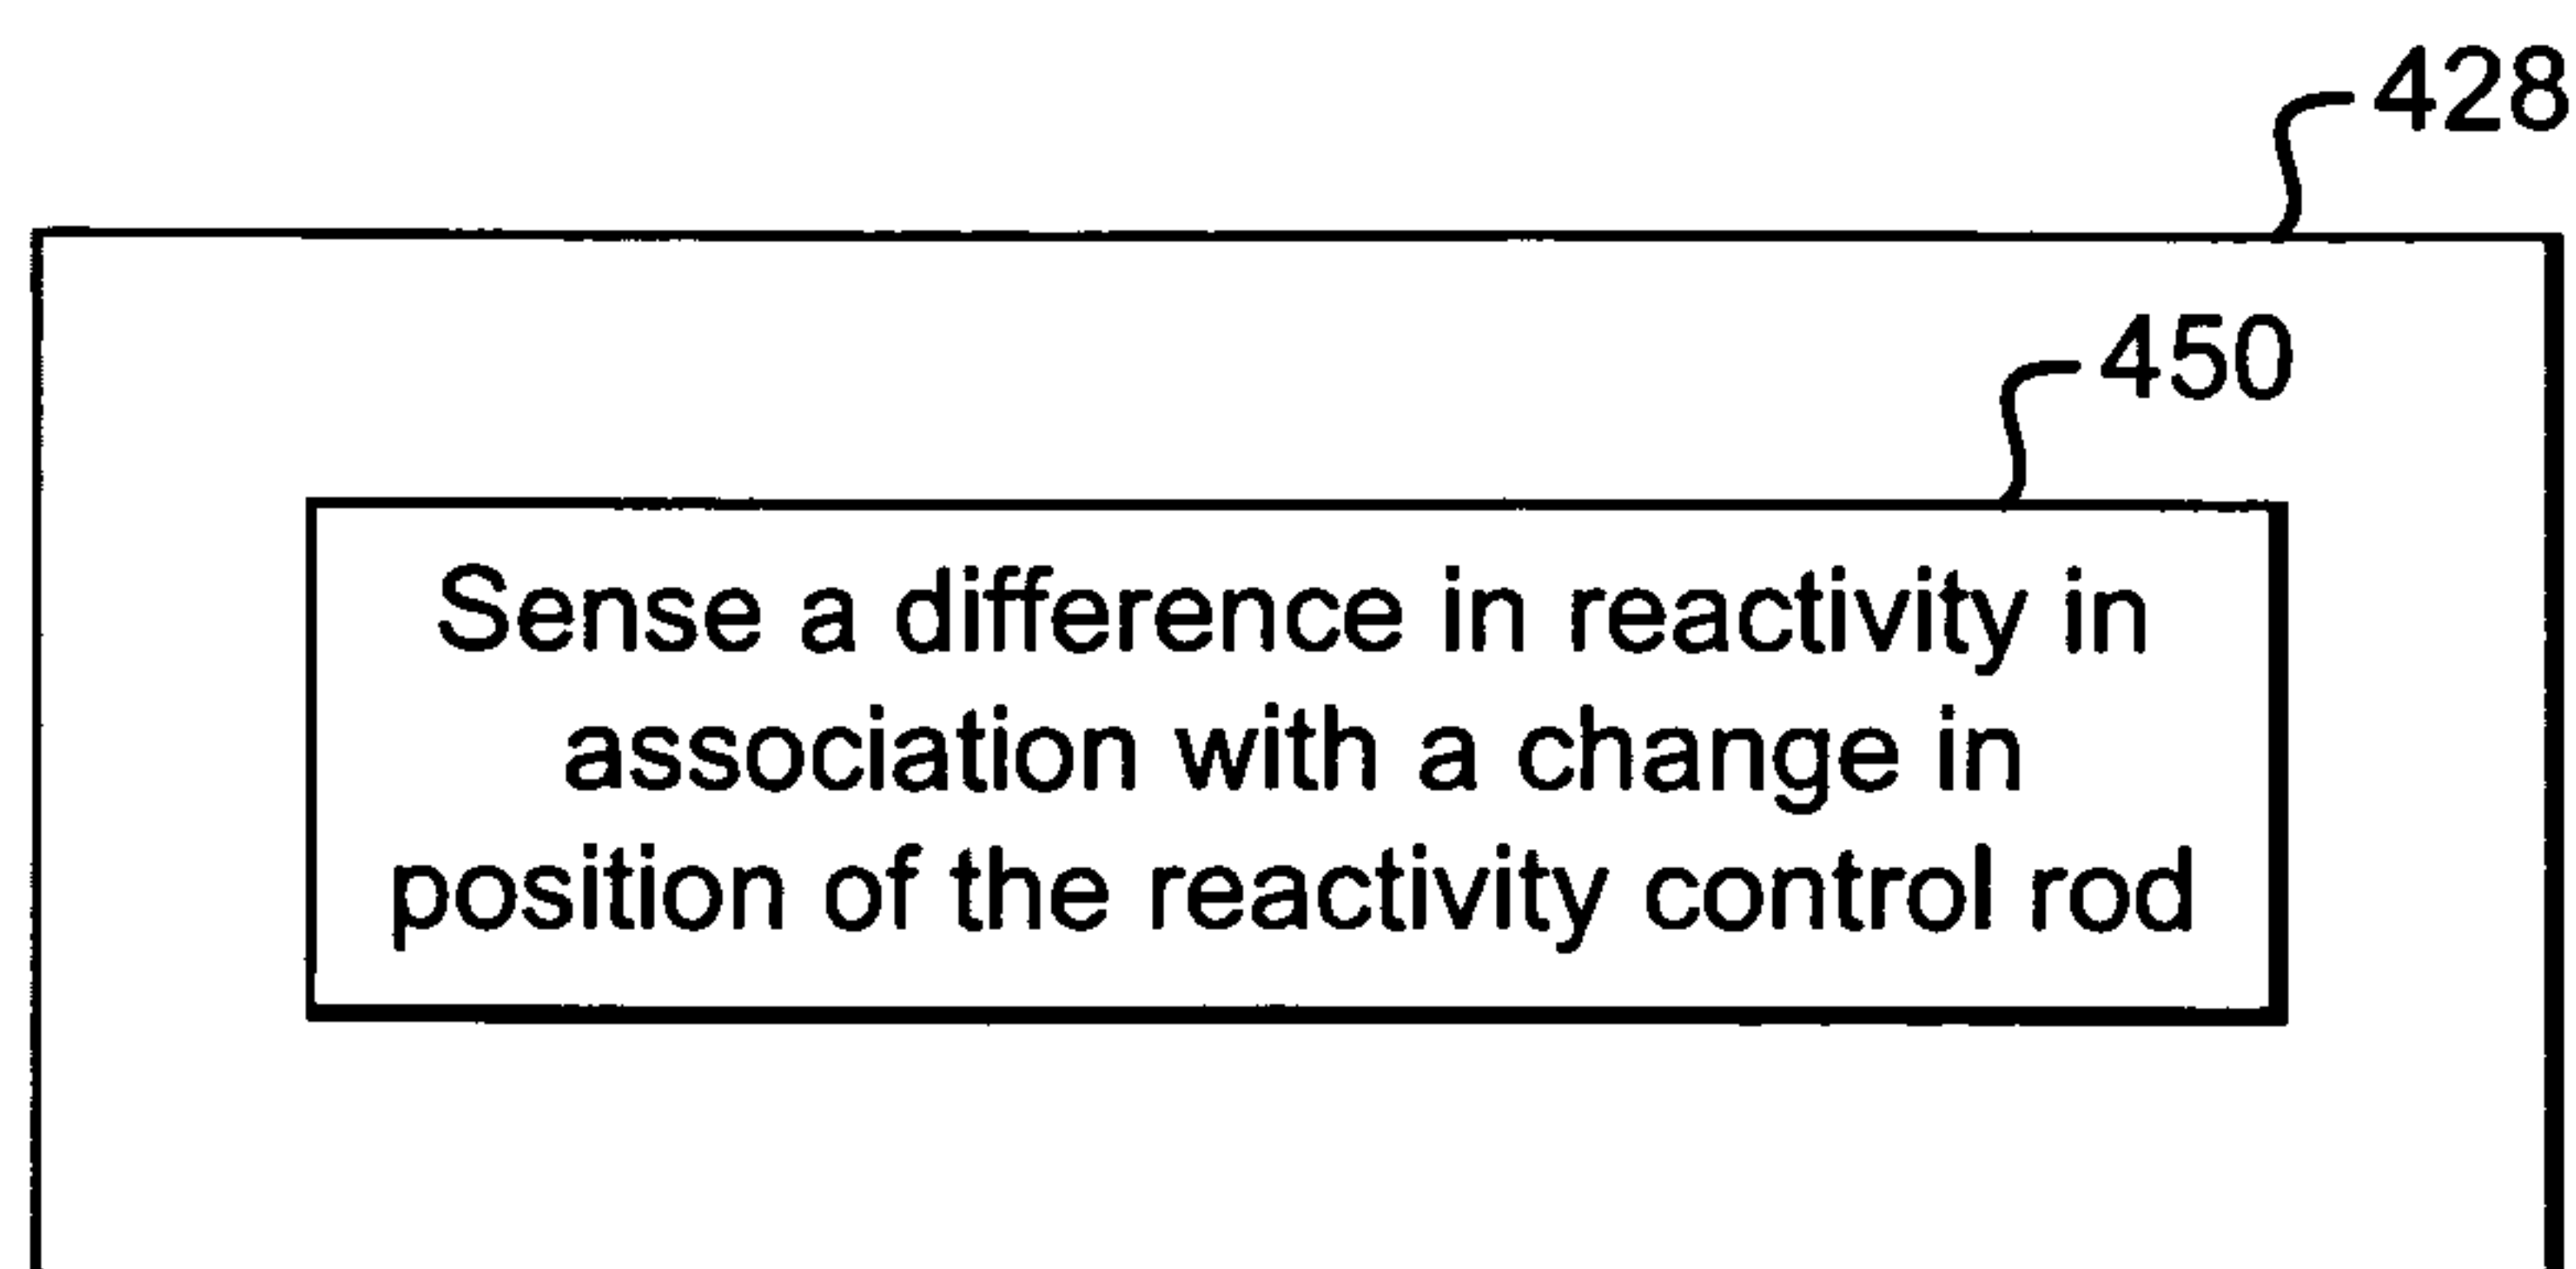 428
450
Sense a difference in reactivity in
association with a change in
position of the reactivity control rod